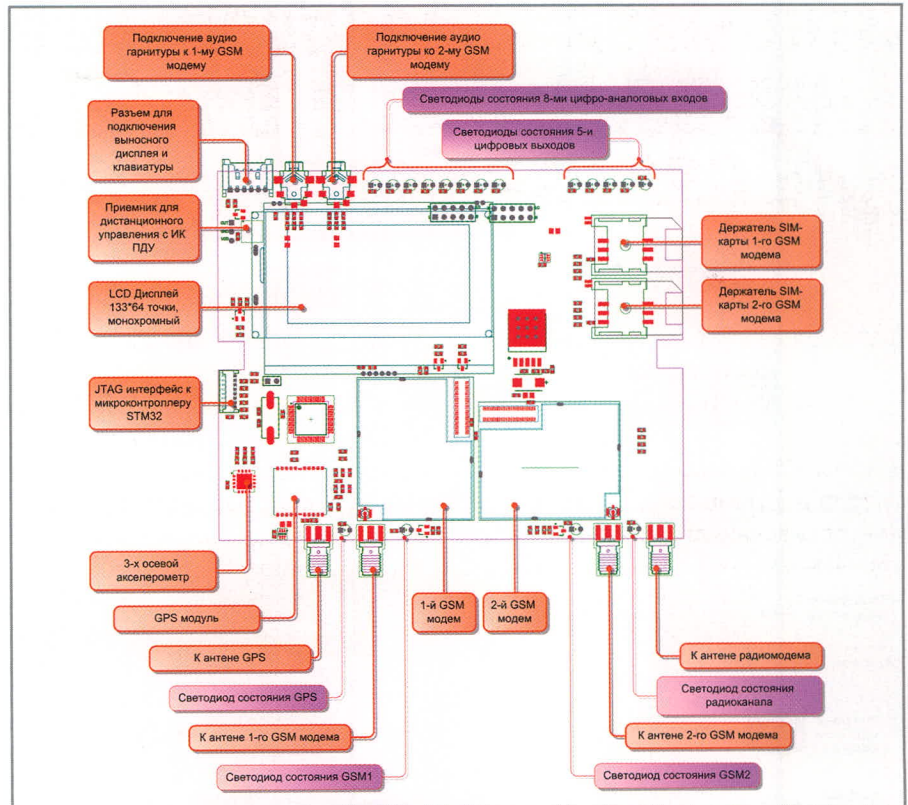 Подключение аудио
гарнитуры к 1-му GSM
модему
Подключение аудио
гарнитуры ко 2-му GSM
модему
Светодиоды состояния 8-ми цифро-аналоговых входов
Светодиоды состояния 5-и
цифровых выходов
Разъем для
подключения
выносного
дисплея и
клавиатуры
Приемник для
дистанционного
управления с ИК
ПДУ
Держатель SIM-
карты 1-го GSM
модема
LCD Дисплей
133*64 точки,
монохромный
Держатель SIM-
карты 2-го GSM
модема
JTAG интерфейс к
микроконтроллеру
STM32
3-х осевой
акселерометр
GPS модуль
1-й GSM
модем
2-й GSM
модем
К антене GPS
К антене радиомодема
Светодиод состояния GPS
Светодиод состояния
радиоканала
К антене 1-го GSM модема
К антене 2-го GSM модема
Светодиод состояния GSM1
Светодиод состояния GSM2